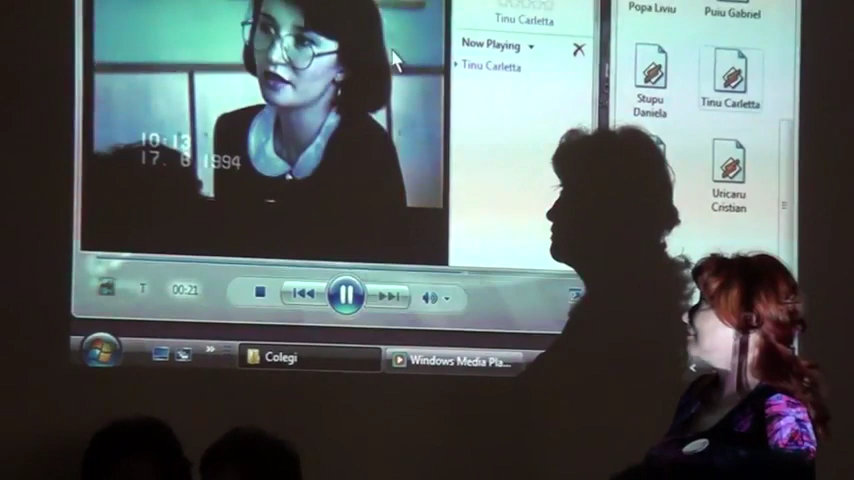 Tinu Carletta
Now Playing
Tinu Carletta
Popa Liviu
Puiu Gabriel
Stupu
Daniela
Tinu Carletta
Uricaru
Cristian
10:13
17. 6 1994
T
00:21
Colegi
Windows Media Pla...